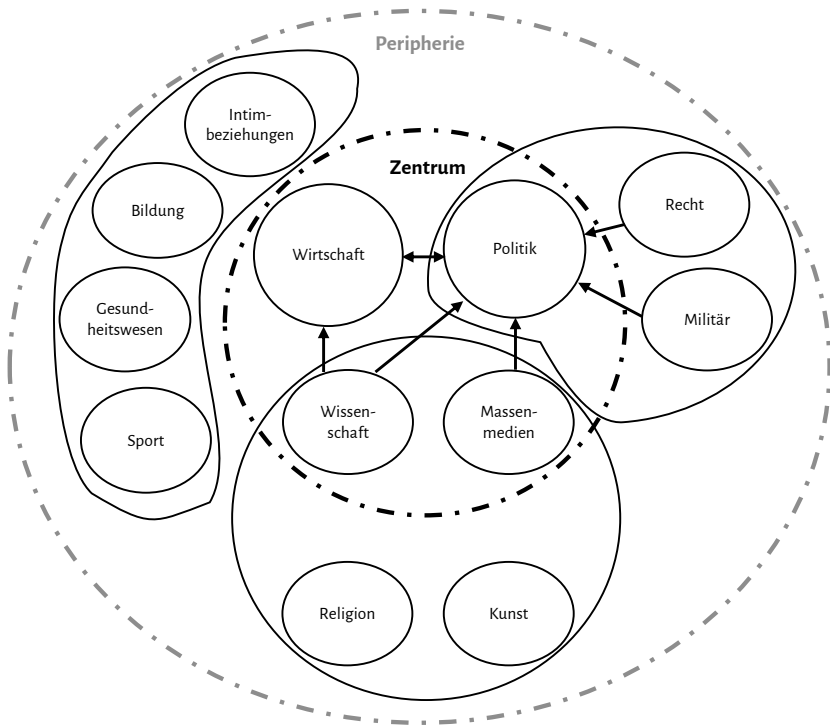 Peripherie
Intim-
beziehungen
Zentrum
Bildung
Recht
Wirtschaft
Politik
Gesund-
heitswesen
Militär
Wissen-
schaft
Massen-
medien
Sport
Religion
Kunst